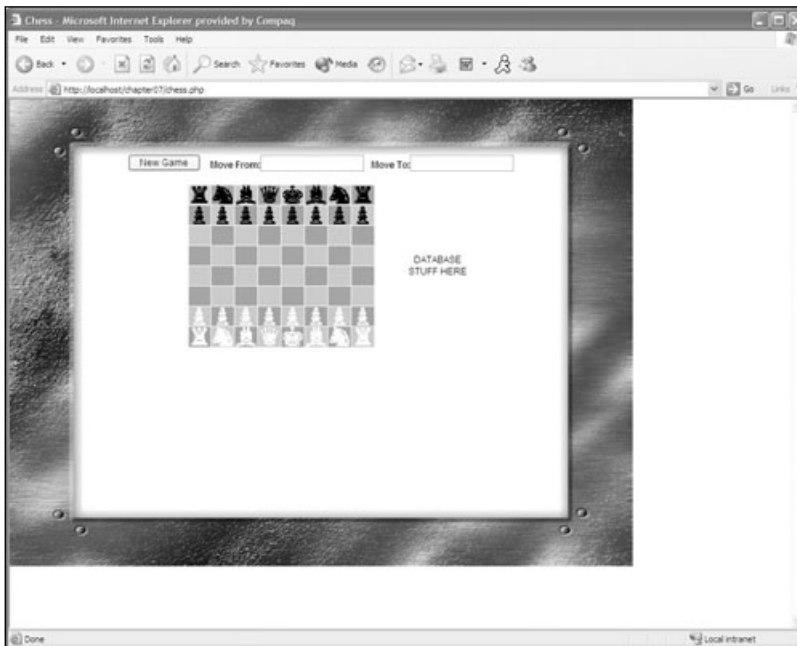 Chess - Microsoft Internet Explorer provided by Compaq
File Edit View Favorites Tools Help
Back Search Favorites Media
Address http://localhost/chapter07/chess.php Go Links
New Game Move From: Move To:
DATABASE
STUFF HERE
Done Local intranet